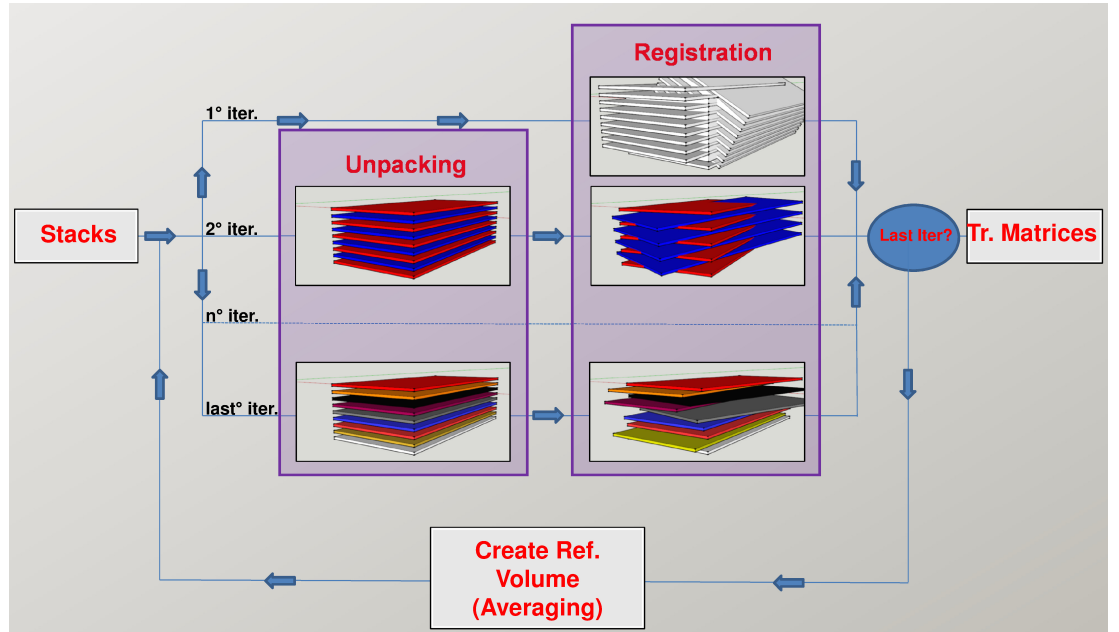 Registration
1° iter.
Unpacking
Stacks
2° iter.
Last Iter?
Tr. Matrices
n° iter.
last° iter.
Create Ref.
Volume
(Averaging)